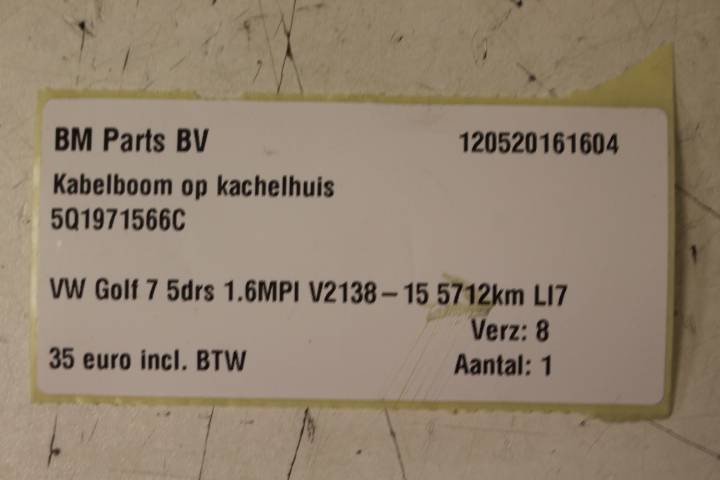 BM Parts BV 120520161604
Kabelboom op kachelhuis
5Q1971566C
VW Golf 7 5drs 1.6MPI V2138-15 5712km LI7
Verz: 8
35 euro incl. BTW Aantal: 1